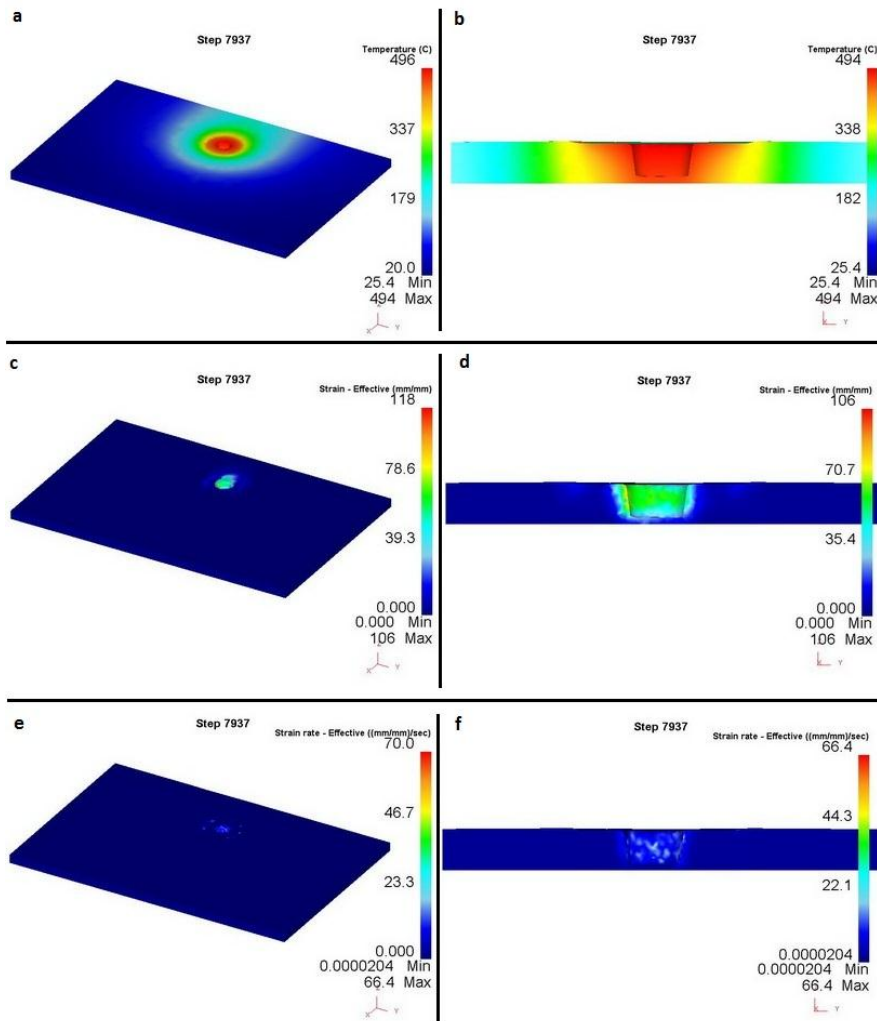 a
Step 7937
Temperature (C)
496
337
179
20.0
25.4 Min
494 Max
X Y
b
Step 7937
Temperature (C)
494
338
182
25.4
25.4 Min
494 Max
Y
c
Step 7937
Strain - Effective (mm/mm)
118
78.6
39.3
0.000
0.000 Min
106 Max
X Y
d
Step 7937
Strain - Effective (mm/mm)
106
70.7
35.4
0.000
0.000 Min
106 Max
Y
e
Step 7937
Strain rate - Effective ((mm/mm)/sec)
70.0
46.7
23.3
0.000
0.0000204 Min
66.4 Max
X Y
f
Step 7937
Strain rate - Effective ((mm/mm)/sec)
66.4
44.3
22.1
0.0000204
0.0000204 Min
66.4 Max
Y